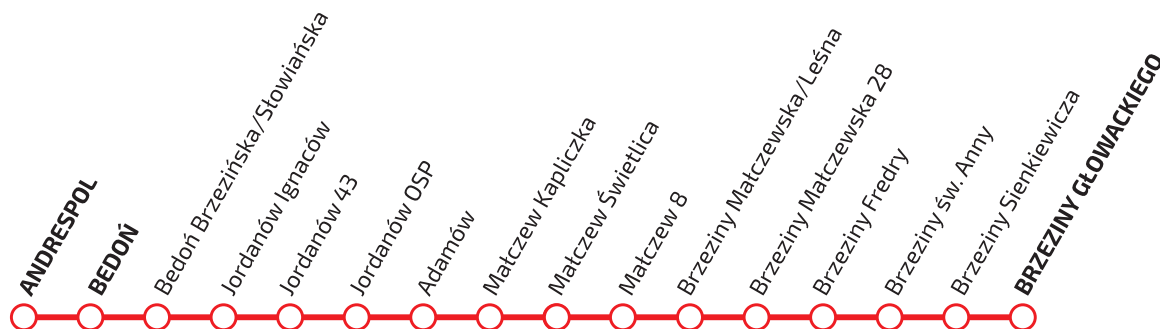 ANDRESPOL
BEDOŃ
Bedoń Brzezińska/Słowiańska
Jordanów Ignaców
Jordanów 43
Jordanów OSP
Adamów
Małczew Kapliczka
Małczew Świetlica
Małczew 8
Brzeziny Małczewska/Leśna
Brzeziny Małczewska 28
Brzeziny Fredry
Brzeziny św. Anny
Brzeziny Sienkiewicza
BRZEZINY GŁOWACKIEGO